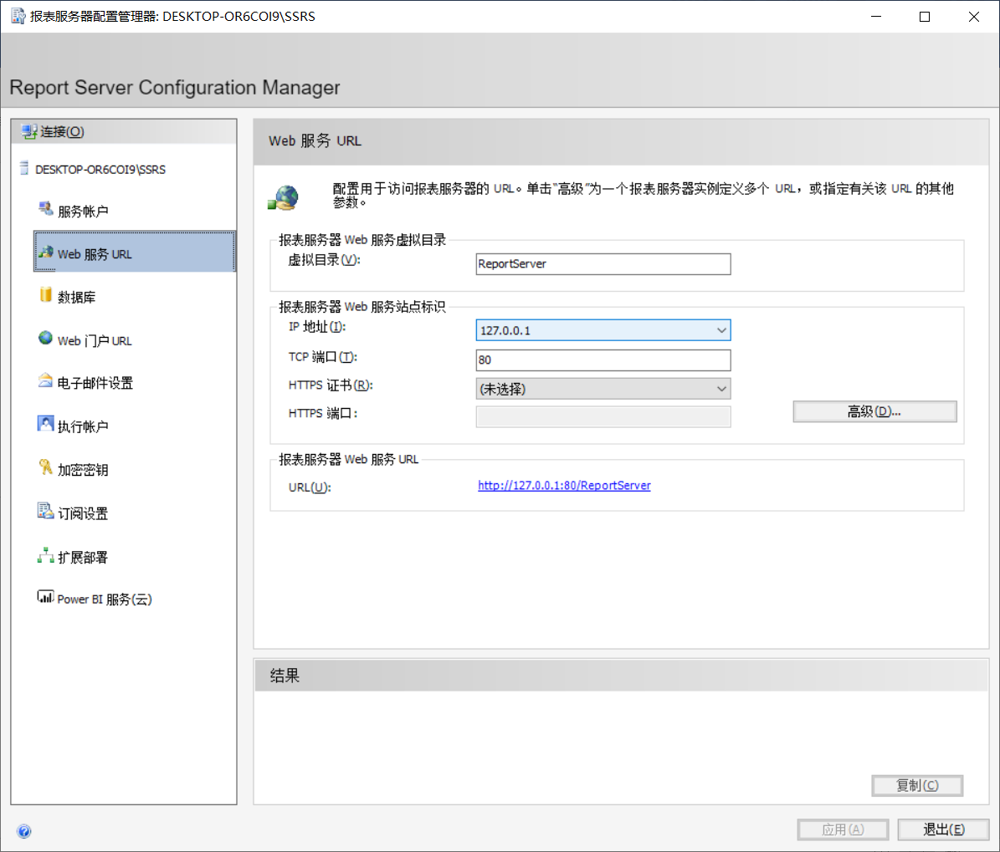 报表服务器配置管理器: DESKTOP-OR6COI9\SSRS
Report Server Configuration Manager
连接(O)
DESKTOP-OR6COI9\SSRS
服务帐户
Web 服务 URL
数据库
Web 门户 URL
电子邮件设置
执行帐户
加密密钥
订阅设置
扩展部署
Power BI 服务(云)
Web 服务 URL
配置用于访问报表服务器的 URL。单击“高级”为一个报表服务器实例定义多个 URL，或指定有关该 URL 的其他
参数。
报表服务器 Web 服务虚拟目录
虚拟目录(V):
ReportServer
报表服务器 Web 服务站点标识
IP 地址(I):
127.0.0.1
TCP 端口(T):
80
HTTPS 证书(R):
(未选择)
HTTPS 端口:
高级(D)...
报表服务器 Web 服务 URL
URL(U):
http://127.0.0.1:80/ReportServer
结果
复制(C)
应用(A)
退出(E)